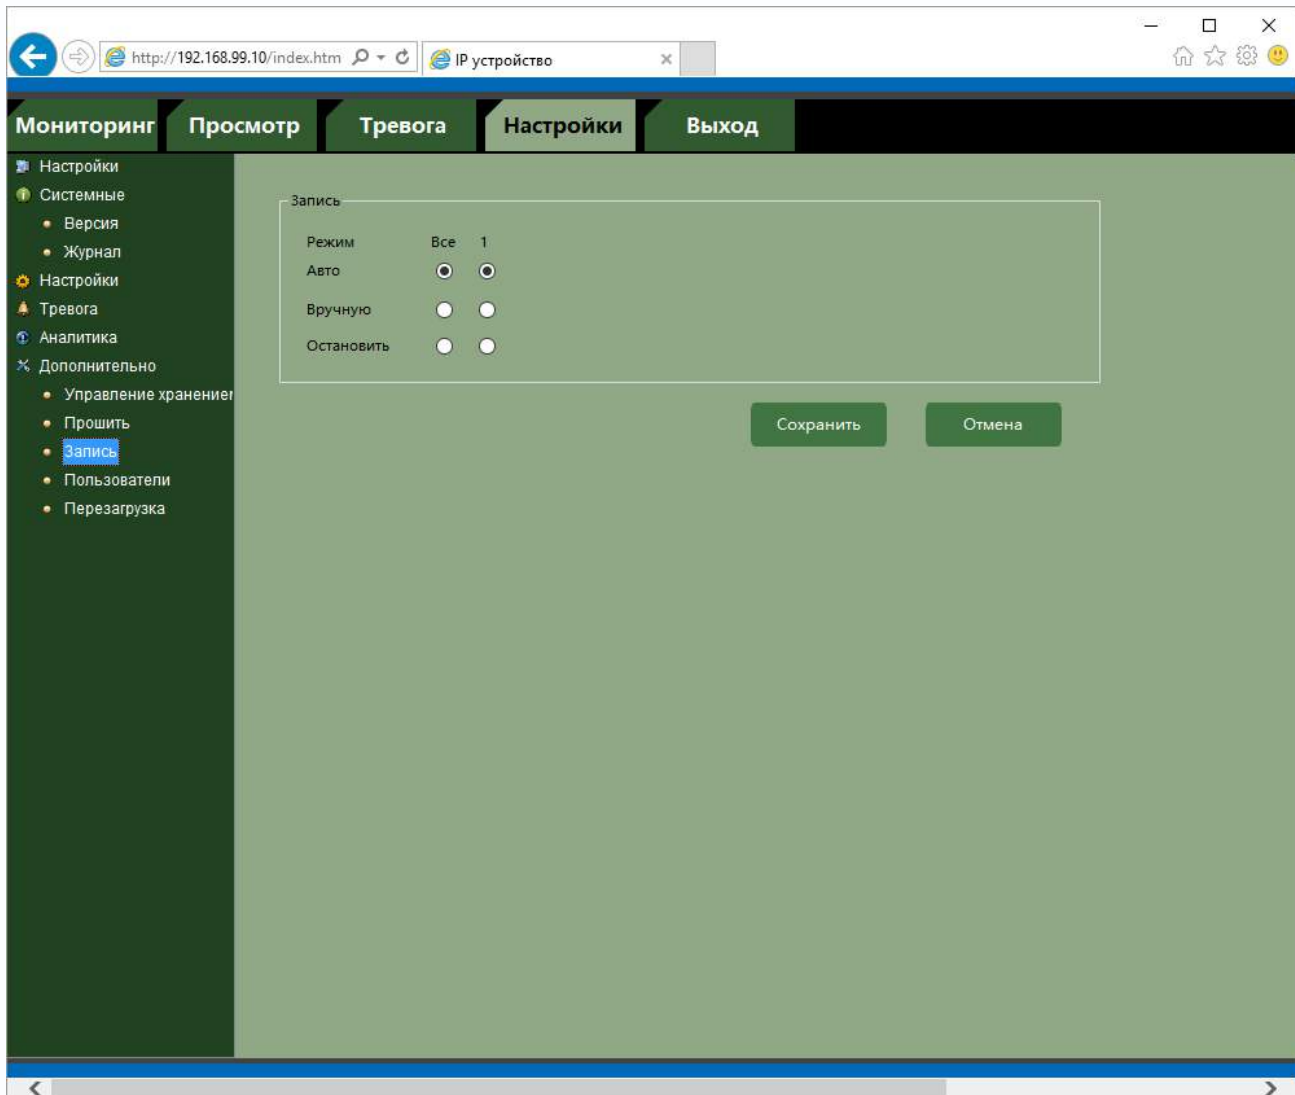 http://192.168.99.10/index.htm
IP устройство
Мониторинг Просмотр Тревога Настройки Выход
Настройки
Системные
Версия
Журнал
Настройки
Тревога
Аналитика
Дополнительно
Управление хранением
Прошить
Запись
Пользователи
Перезагрузка
Запись
Режим Все 1
Авто
Вручную
Остановить
Сохранить Отмена